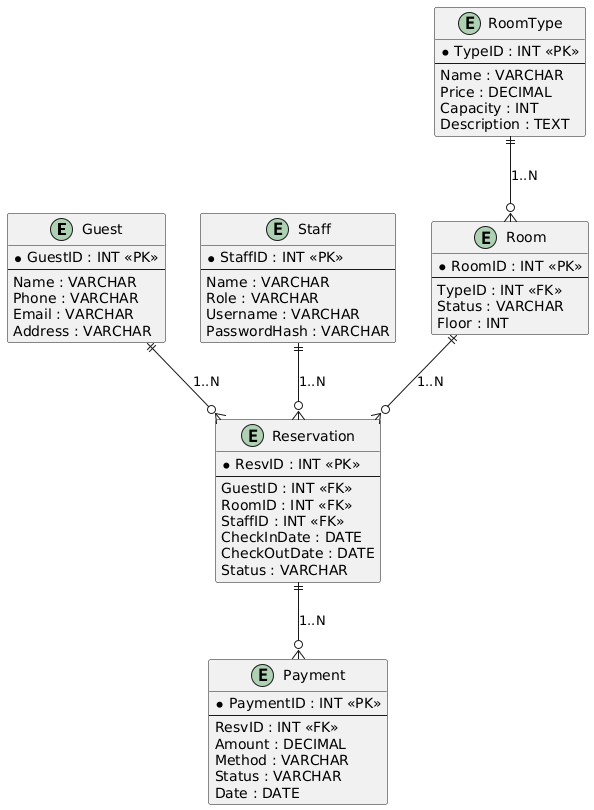 E RoomType
* TypeID : INT «PK»
Name : VARCHAR
Price : DECIMAL
Capacity : INT
Description : TEXT
1..N
E Guest
* GuestID : INT «PK»
Name : VARCHAR
Phone : VARCHAR
Email : VARCHAR
Address : VARCHAR
E Staff
* StaffID : INT «PK»
Name : VARCHAR
Role : VARCHAR
Username : VARCHAR
PasswordHash : VARCHAR
E Room
* RoomID : INT «PK»
TypeID : INT «FK»
Status : VARCHAR
Floor : INT
1..N
1..N
1..N
E Reservation
* ResvID : INT «PK»
GuestID : INT «FK»
RoomID : INT «FK»
StaffID : INT «FK»
CheckInDate : DATE
CheckOutDate : DATE
Status : VARCHAR
1..N
E Payment
* PaymentID : INT «PK»
ResvID : INT «FK»
Amount : DECIMAL
Method : VARCHAR
Status : VARCHAR
Date : DATE